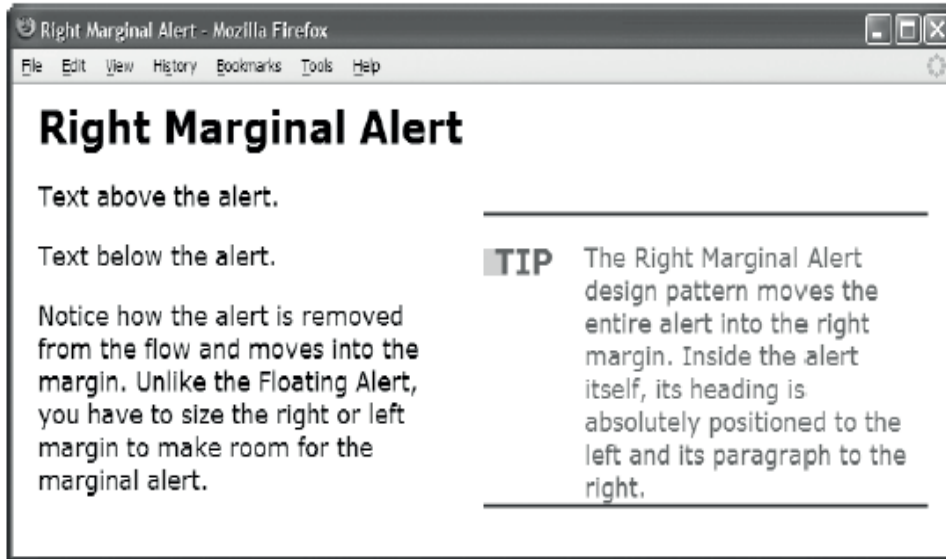 Right Marginal Alert - Mozilla Firefox
File Edit View History Bookmarks Tools Help
Right Marginal Alert
Text above the alert.
Text below the alert.
Notice how the alert is removed
from the flow and moves into the
margin. Unlike the Floating Alert,
you have to size the right or left
margin to make room for the
marginal alert.
TIP
The Right Marginal Alert
design pattern moves the
entire alert into the right
margin. Inside the alert
itself, its heading is
absolutely positioned to the
left and its paragraph to the
right.